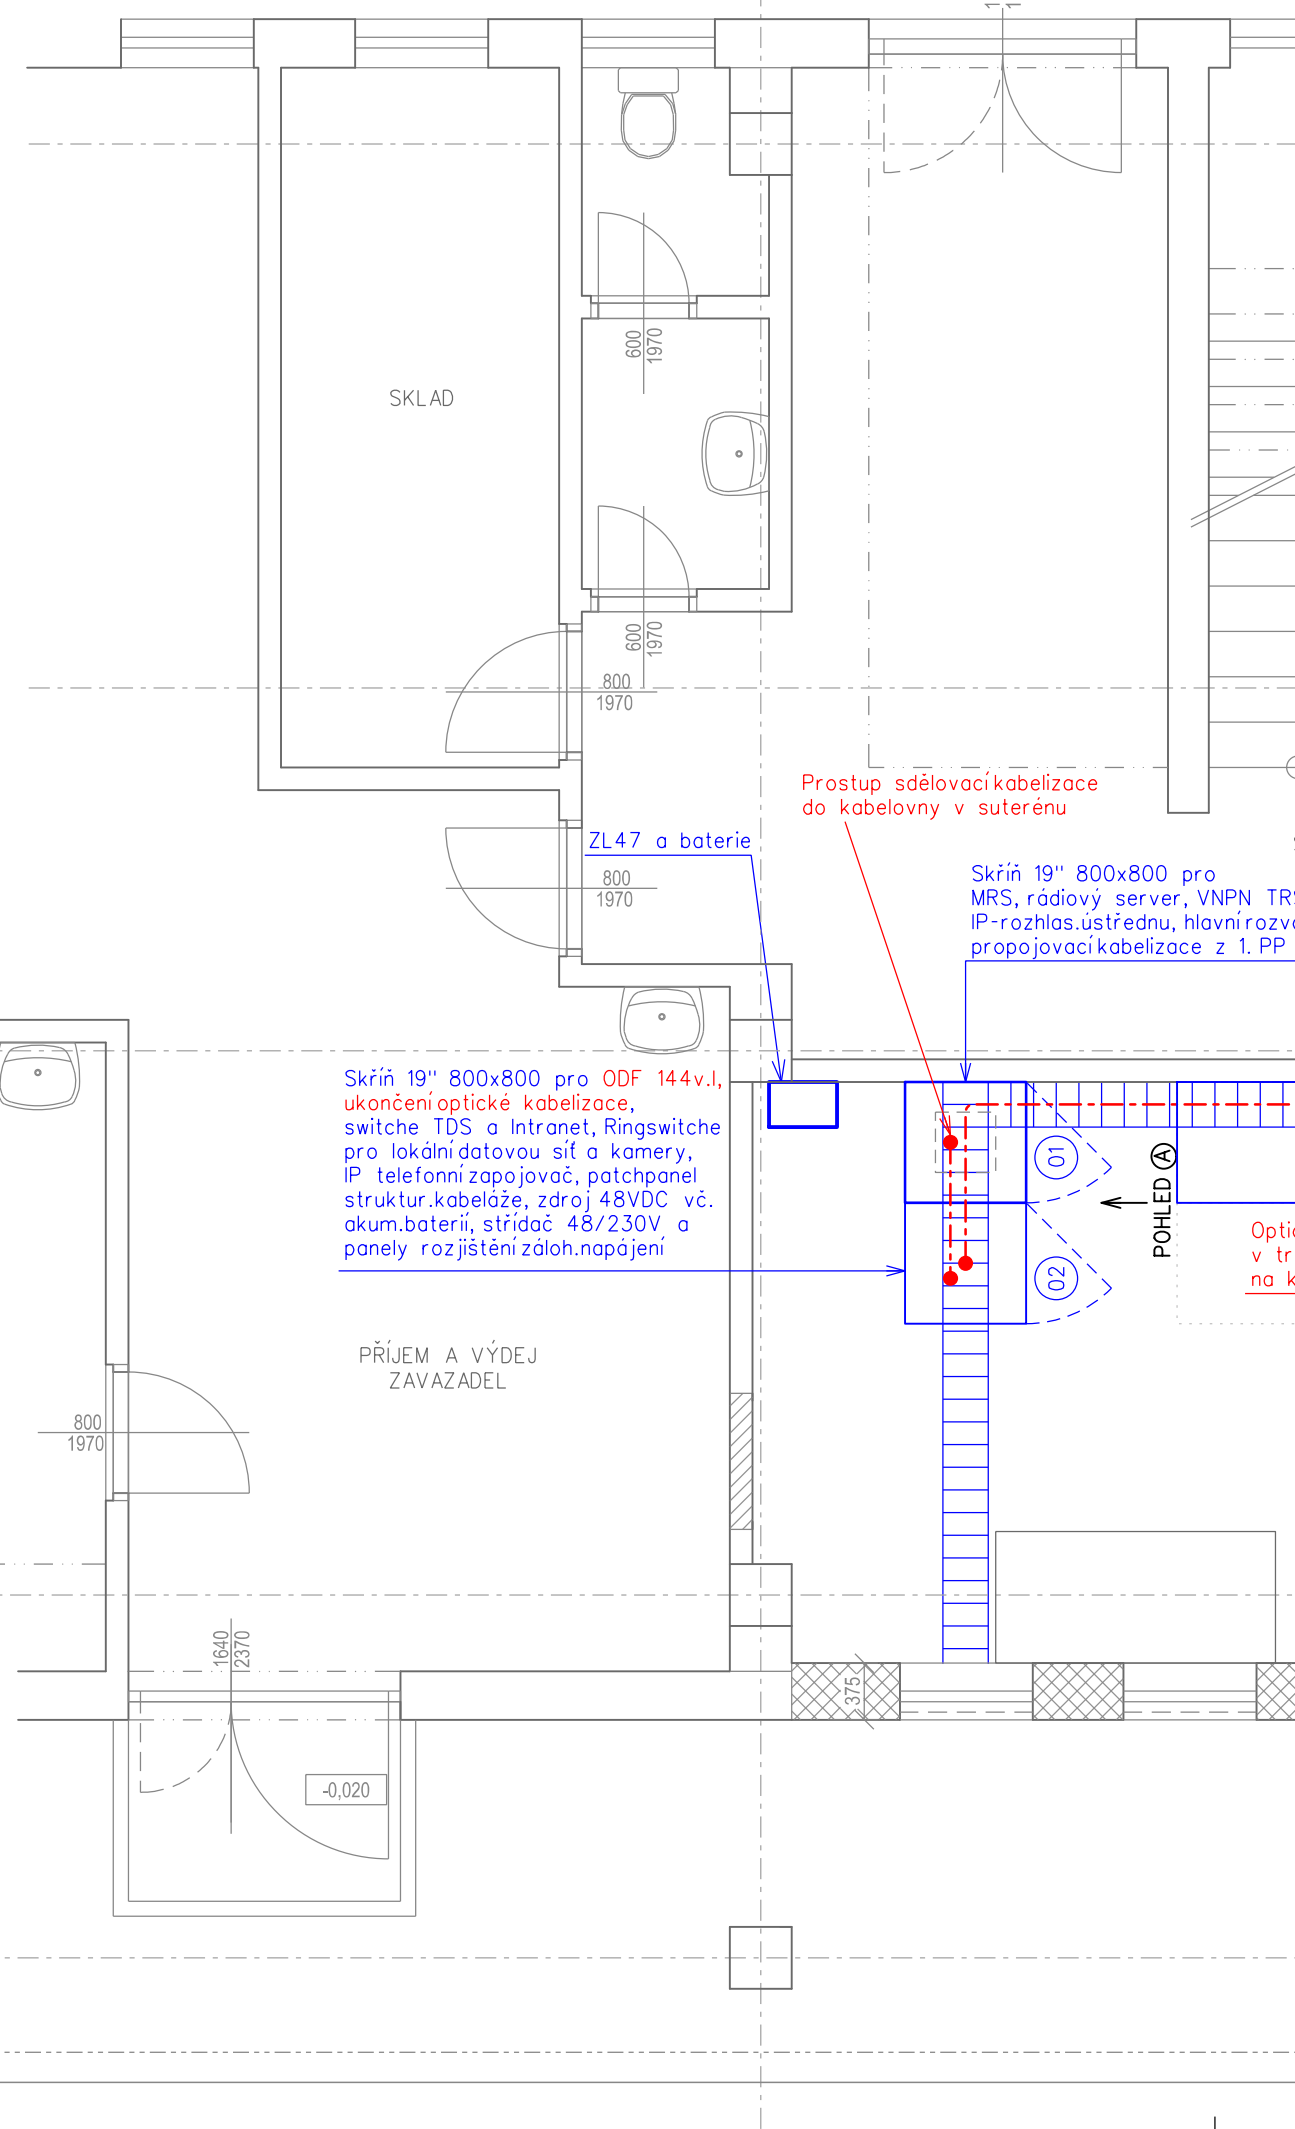 SKLAD
600
1970
600
1970
800
1970
Prostup sdělovací kabelizace
do kabelovny v suterénu
ZL47 a baterie
800
1970
Skříň 19" 800x800 pro
MRS, rádiový server, VNPN
IP-rozhlas.ústřednu, hlavní
propojovací kabelizace z 1. PP
Skříň 19" 800x800 pro ODF 144v.l,
ukončení optické kabelizace,
switche TDS a Intranet, Ringswitche
pro lokální datovou síť a kamery,
IP telefonní zapojovač, patchpanel
struktur.kabeláže, zdroj 48VDC vč.
akum.baterií, střídač 48/230V a
panely rozjištění záloh.napájení
01
POHLED A
02
v
na
PŘÍJEM A VÝDEJ
ZAVAZADEL
800
1970
1640
2370
375
-0,020